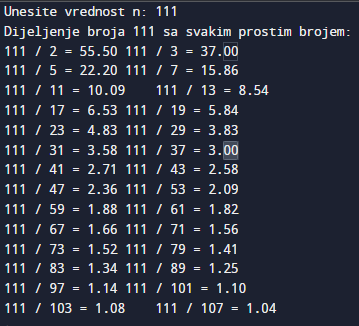 Unesite vrednost n: 111
Dijeljenje broja 111 sa svakim prostim brojem:
111 / 2 = 55.50 111 / 3 = 37.00
111 / 5 = 22.20 111 / 7 = 15.86
111 / 11 = 10.09    111 / 13 = 8.54
111 / 17 = 6.53 111 / 19 = 5.84
111 / 23 = 4.83 111 / 29 = 3.83
111 / 31 = 3.58 111 / 37 = 3.00
111 / 41 = 2.71 111 / 43 = 2.58
111 / 47 = 2.36 111 / 53 = 2.09
111 / 59 = 1.88 111 / 61 = 1.82
111 / 67 = 1.66 111 / 71 = 1.56
111 / 73 = 1.52 111 / 79 = 1.41
111 / 83 = 1.34 111 / 89 = 1.25
111 / 97 = 1.14 111 / 101 = 1.10
111 / 103 = 1.08    111 / 107 = 1.04